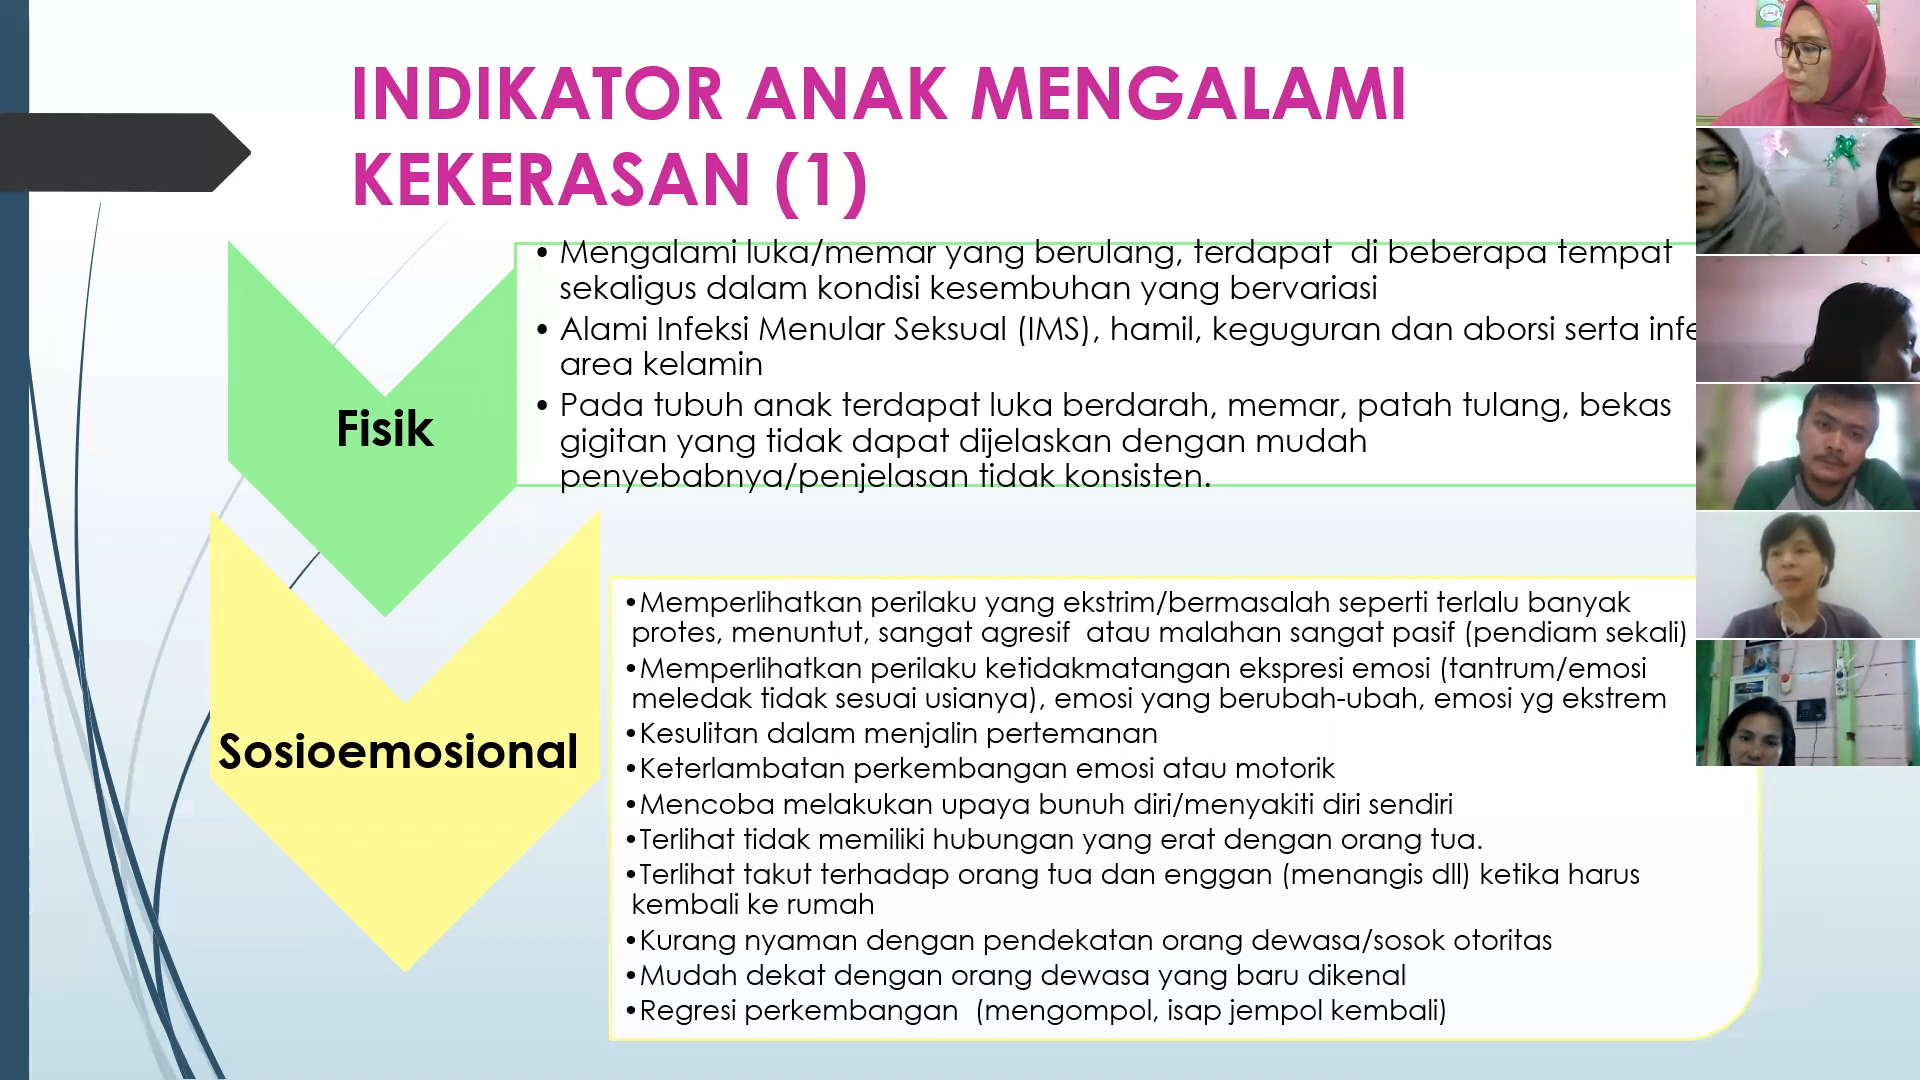 INDIKATOR ANAK MENGALAMI
KEKERASAN (1)
Fisik
• Mengalami luka/memar yang berulang, terdapat di beberapa tempat
sekaligus dalam kondisi kesembuhan yang bervariasi
• Alami Infeksi Menular Seksual (IMS), hamil, keguguran dan aborsi serta
area kelamin
• Pada tubuh anak terdapat luka berdarah, memar, patah tulang, bekas
gigitan yang tidak dapat dijelaskan dengan mudah
penyebabnya/penjelasan tidak konsisten.
Sosioemosional
•Memperlihatkan perilaku yang ekstrim/bermasalah seperti terlalu banyak
protes, menuntut, sangat agresif atau malahan sangat pasif (pendiam sekali)
•Memperlihatkan perilaku ketidakmatangan ekspresi emosi (tantrum/emosi
meledak tidak sesuai usianya), emosi yang berubah-ubah, emosi yg ekstrem
•Kesulitan dalam menjalin pertemanan
•Keterlambatan perkembangan emosi atau motorik
•Mencoba melakukan upaya bunuh diri/menyakiti diri sendiri
•Terlihat tidak memiliki hubungan yang erat dengan orang tua.
•Terlihat takut terhadap orang tua dan enggan (menangis dll) ketika harus
kembali ke rumah
•Kurang nyaman dengan pendekatan orang dewasa/sosok otoritas
•Mudah dekat dengan orang dewasa yang baru dikenal
•Regresi perkembangan (mengompol, isap jempol kembali)